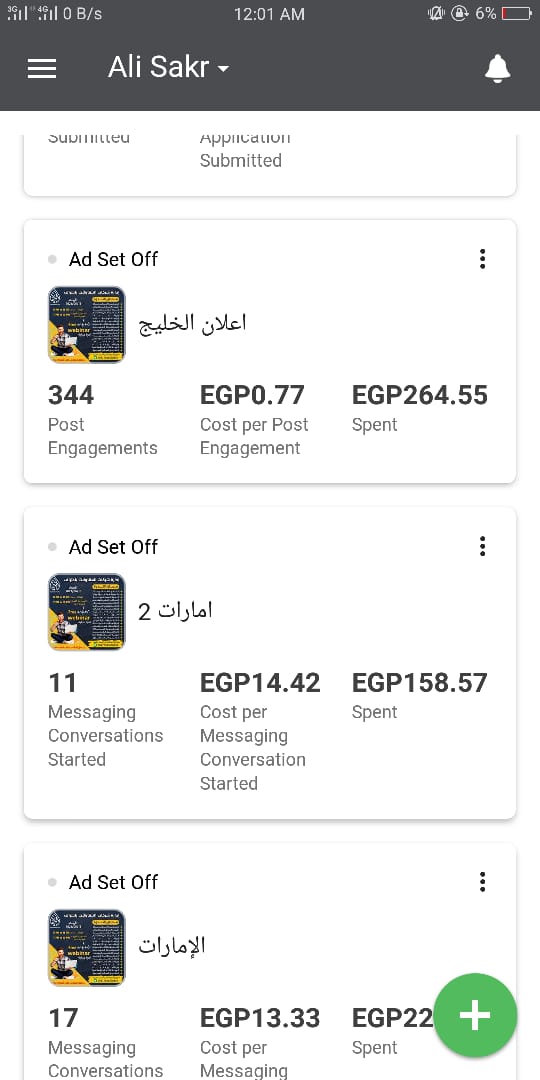 3G 4G 0 B/s 12:01 AM 6%
Ali Sakr
Submitted Application
Submitted
Ad Set Off
اعلان الخليج
webinar
344 EGP0.77 EGP264.55
Post Cost per Post Spent
Engagements Engagement
Ad Set Off
امارات 2
webinar
11 EGP14.42 EGP158.57
Messaging Cost per Spent
Conversations Messaging
Started Conversation
Started
Ad Set Off
الإمارات
webinar
17 EGP13.33 EGP22
Messaging Cost per Spent
Conversations Messaging